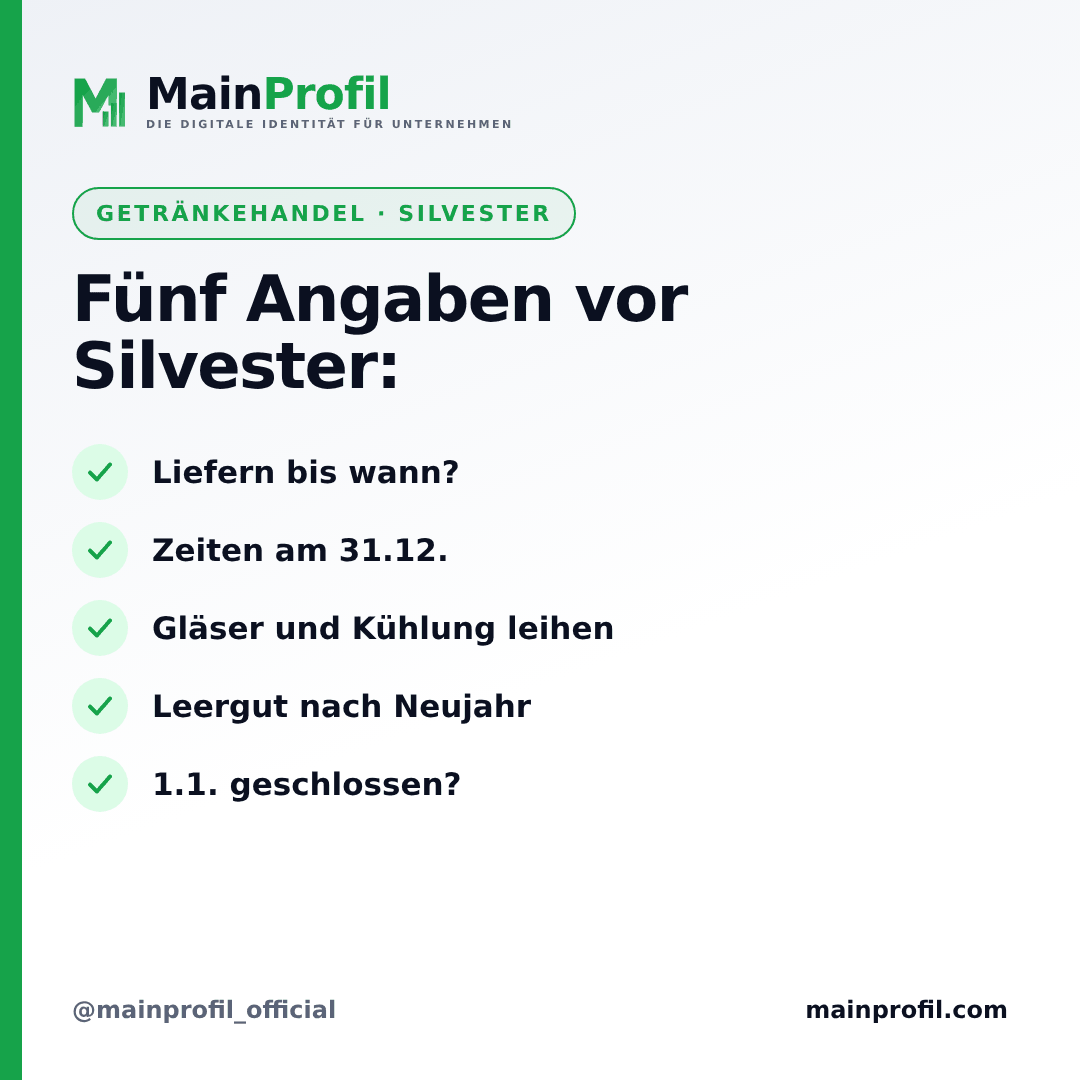 MainProfil
DIE DIGITALE IDENTITÄT FÜR UNTERNEHMEN
GETRÄNKEHANDEL · SILVESTER
Fünf Angaben vor
Silvester:
Liefern bis wann?
Zeiten am 31.12.
Gläser und Kühlung leihen
Leergut nach Neujahr
1.1. geschlossen?
@mainprofil_official
mainprofil.com